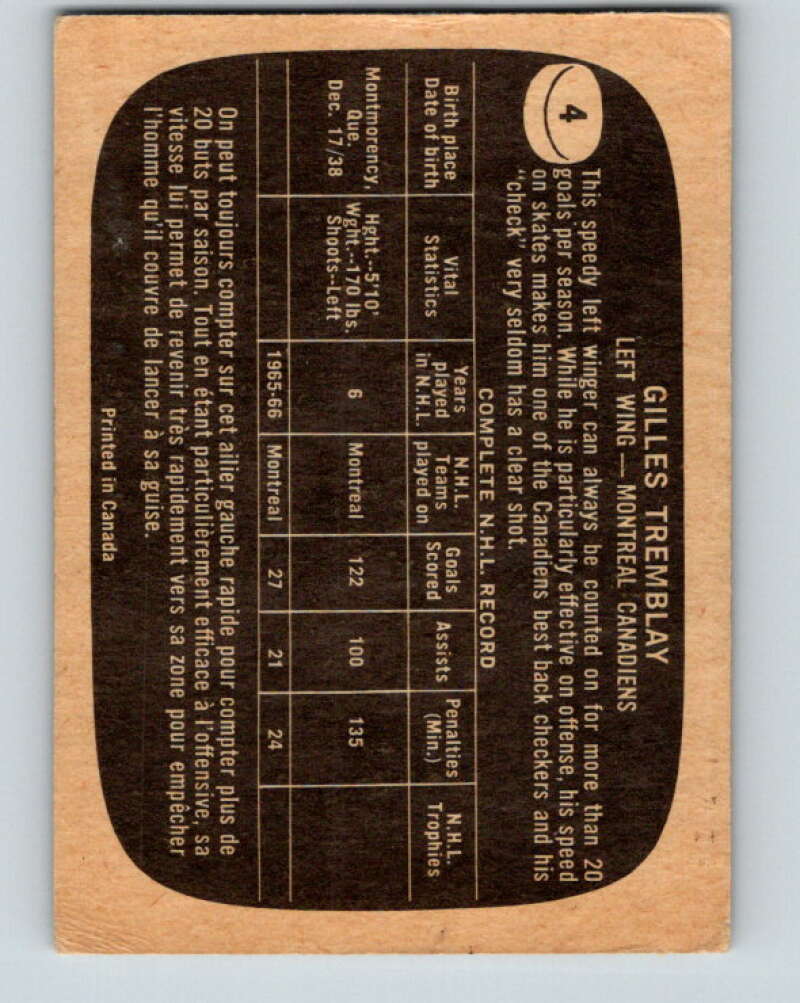 4
GILLES TREMBLAY
LEFT WING — MONTREAL CANADIENS
This speedy left winger can always be counted on for more than 20
goals per season. While he is particularly effective on offense, his speed
on skates makes him one of the Canadiens best back checkers and his
"check" very seldom has a clear shot.
COMPLETE N.H.L. RECORD
Birth place
Date of birth
Vital
Statistics
Years
played
in N.H.L.
N.H.L.
Teams
played on
Goals
Scored
Assists
Penalties
(Min.)
N.H.L.
Trophies
Montmorency,
Que.
Dec. 17/38
Hght.--5'10'
Wght.--170 lbs.
Shoots--Left
6
Montreal
122
100
135
1965-66
Montreal
27
21
24
On peut toujours compter sur cet ailier gauche rapide pour compter plus de
20 buts par saison. Tout en étant particulièrement efficace à l'offensive, sa
vitesse lui permet de revenir très rapidement vers sa zone pour empêcher
l'homme qu'il couvre de lancer à sa guise.
Printed in Canada